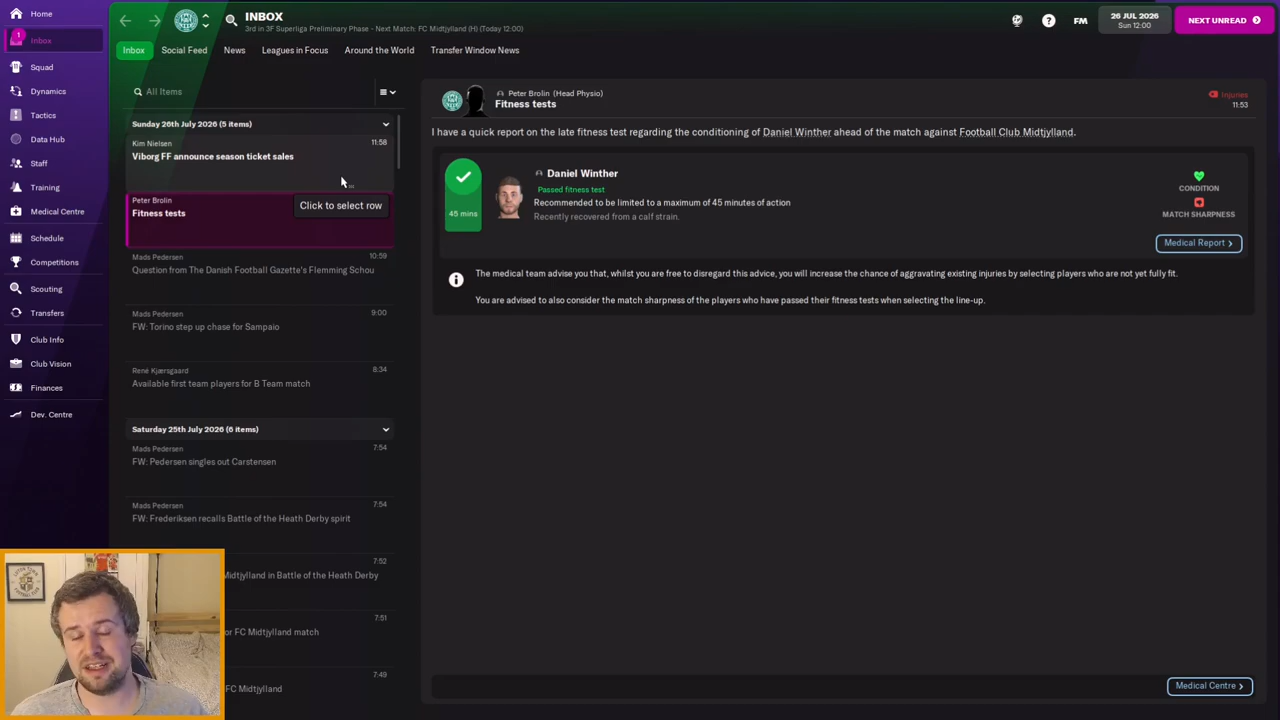 Home
1
Inbox
Squad
Dynamics
Tactics
Data Hub
Staff
Training
Medical Centre
Schedule
Competitions
Scouting
Transfers
Club Info
Club Vision
Finances
Dev. Centre
INBOX
3rd in 3F Superliga Preliminary Phase - Next Match: FC Midtjylland (H) (Today 12:00)
?
FM
26 JUL 2026
Sun 12:00
NEXT UNREAD
Inbox
Social Feed
News
Leagues in Focus
Around the World
Transfer Window News
All Items
Sunday 26th July 2026 (5 items)
Kim Nielsen
11:58
Viborg FF announce season ticket sales
Peter Brolin
Fitness tests
Click to select row
Mads Pedersen
10:59
Question from The Danish Football Gazette's Flemming Schou
Mads Pedersen
9:00
FW: Torino step up chase for Sampaio
René Kjærsgaard
8:34
Available first team players for B Team match
Saturday 25th July 2026 (6 items)
Mads Pedersen
7:54
FW: Pedersen singles out Carstensen
Mads Pedersen
7:54
FW: Frederiksen recalls Battle of the Heath Derby spirit
7:52
Midtjylland in Battle of the Heath Derby
7:51
or FC Midtjylland match
7:49
FC Midtjylland
Peter Brolin (Head Physio)
Fitness tests
Injuries
11:53
I have a quick report on the late fitness test regarding the conditioning of Daniel Winther ahead of the match against Football Club Midtjylland.
45 mins
Daniel Winther
Passed fitness test
Recommended to be limited to a maximum of 45 minutes of action
Recently recovered from a calf strain.
CONDITION
MATCH SHARPNESS
Medical Report
The medical team advise you that, whilst you are free to disregard this advice, you will increase the chance of aggravating existing injuries by selecting players who are not yet fully fit.
You are advised to also consider the match sharpness of the players who have passed their fitness tests when selecting the line-up.
Medical Centre